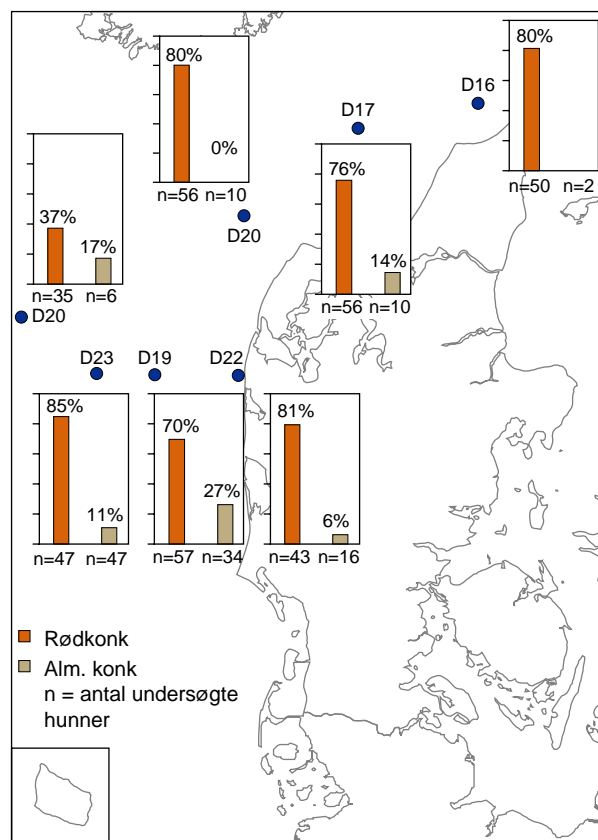 80%
0%
n=56 n=10
D20
D17
D16
80%
n=50 n=2
76%
14%
n=56 n=10
37%
17%
n=35 n=6
D20
D23
D19
D22
85%
11%
n=47 n=47
70%
27%
n=57 n=34
81%
6%
n=43 n=16
Rødkonk
Alm. konk
n = antal undersøgte
hunner